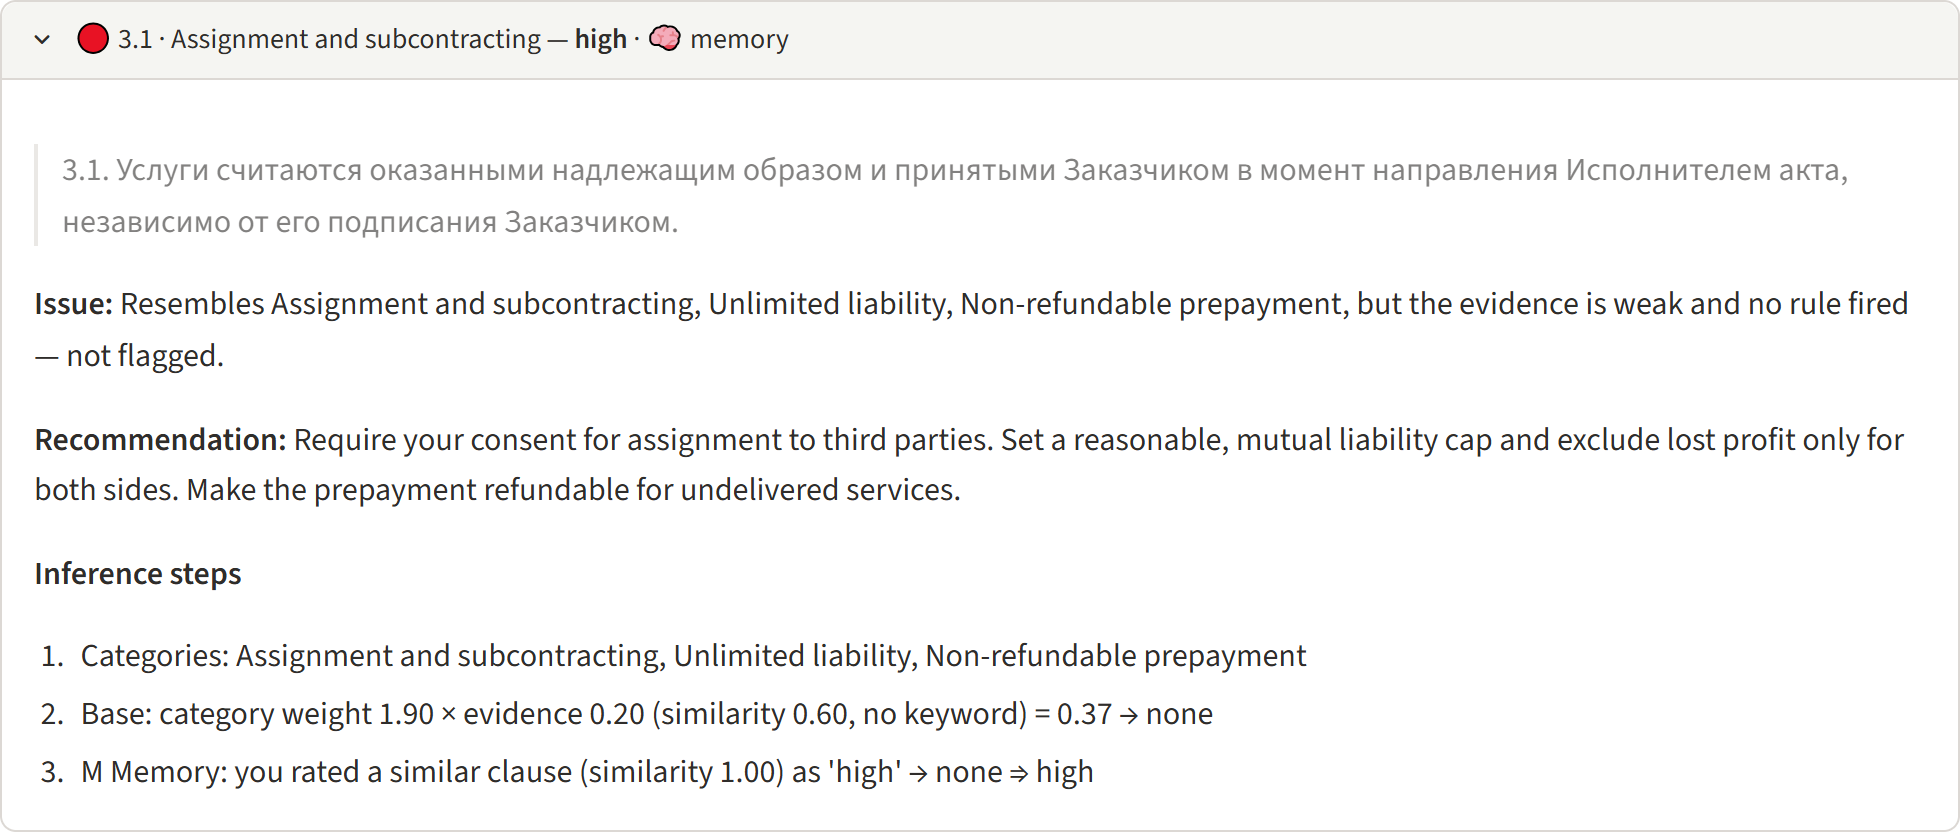 3.1 · Assignment and subcontracting — high · 🧠 memory
3.1. Услуги считаются оказанными надлежащим образом и принятыми Заказчиком в момент направления Исполнителем акта,
независимо от его подписания Заказчиком.
Issue: Resembles Assignment and subcontracting, Unlimited liability, Non-refundable prepayment, but the evidence is weak and no rule fired
— not flagged.
Recommendation: Require your consent for assignment to third parties. Set a reasonable, mutual liability cap and exclude lost profit only for
both sides. Make the prepayment refundable for undelivered services.
Inference steps
1. Categories: Assignment and subcontracting, Unlimited liability, Non-refundable prepayment
2. Base: category weight 1.90 × evidence 0.20 (similarity 0.60, no keyword) = 0.37 → none
3. M Memory: you rated a similar clause (similarity 1.00) as 'high' → none ⇒ high